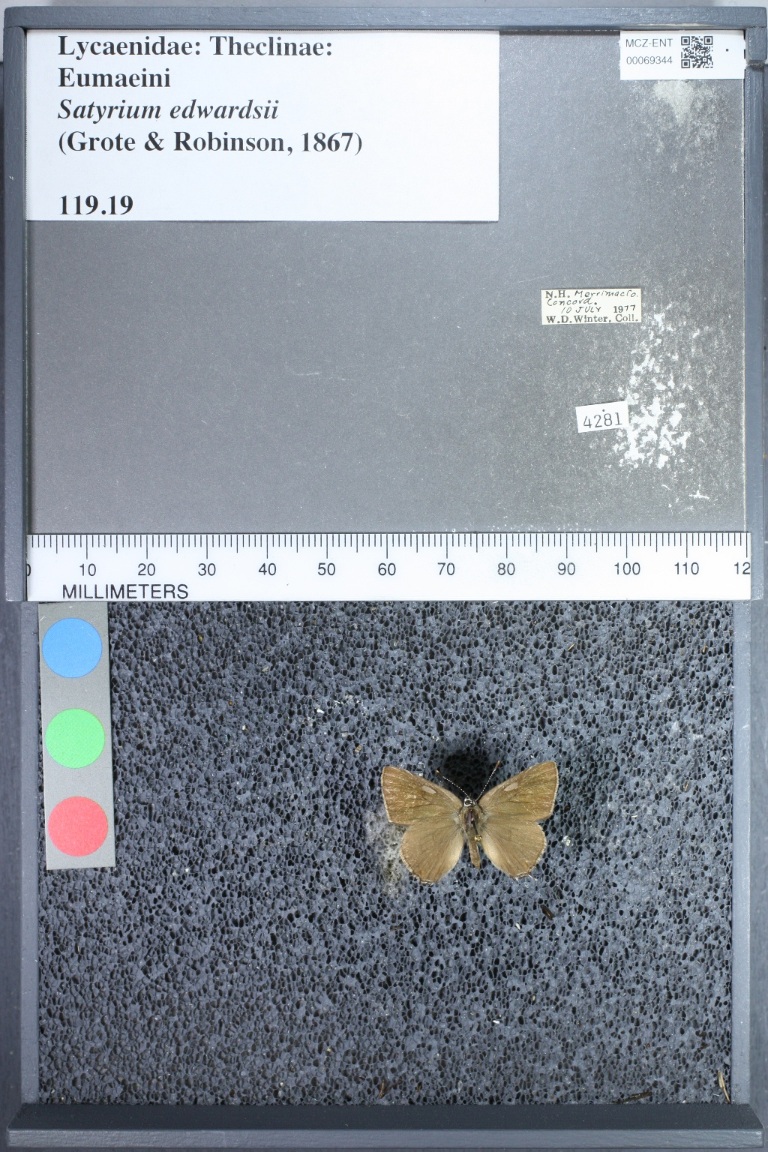 Lycaenidae: Theclinae:
Eumaeini
Satyrium edwardsii
(Grote & Robinson, 1867)
119.19
MCZ-ENT
00069344
N.H. Merrimack Co.
Concord.
10 JULY 1977
W.D. Winter, Coll.
4281
0 10 20 30 40 50 60 70 80 90 100 110 12
MILLIMETERS